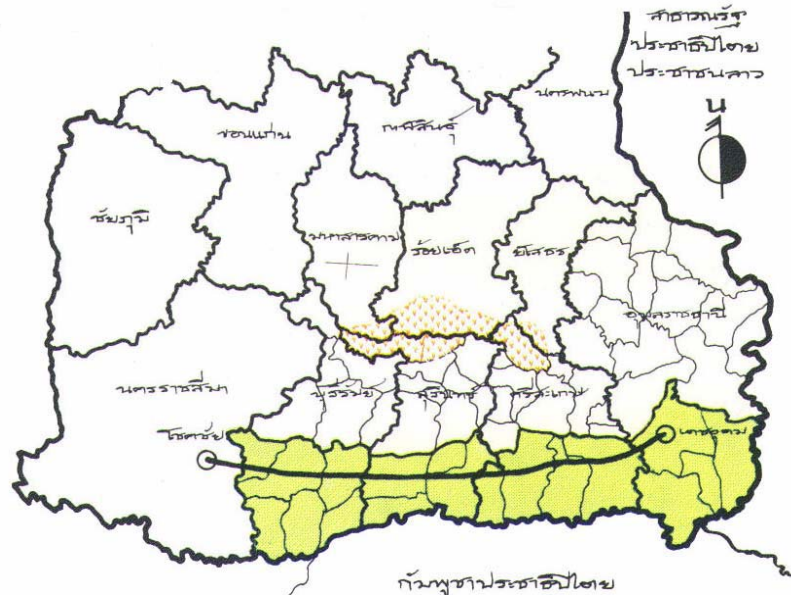 สาธารณรัฐ
ประชาธิปไตย
ประชาชนลาว
น
นครพนม
ขอนแก่น
กาฬสินธุ์
ชัยภูมิ
มหาสารคาม
ร้อยเอ็ด
ยโสธร
อุบลราชธานี
นครราชสีมา
บุรีรัมย์
สุรินทร์
ศรีสะเกษ
โชคชัย
เดชอุดม
กัมพูชาประชาธิปไตย